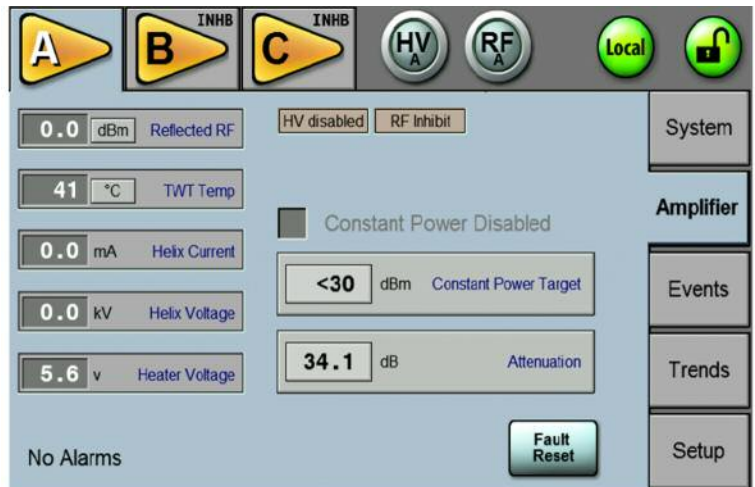 A
B INHB
C INHB
HV A
RF A
Local
0.0 dBm Reflected RF
HV disabled RF Inhibit
System
41 °C TWT Temp
Constant Power Disabled
Amplifier
0.0 mA Helix Current
<30 dBm Constant Power Target
Events
0.0 kV Helix Voltage
34.1 dB Attenuation
5.6 v Heater Voltage
Trends
No Alarms
Fault
Reset
Setup